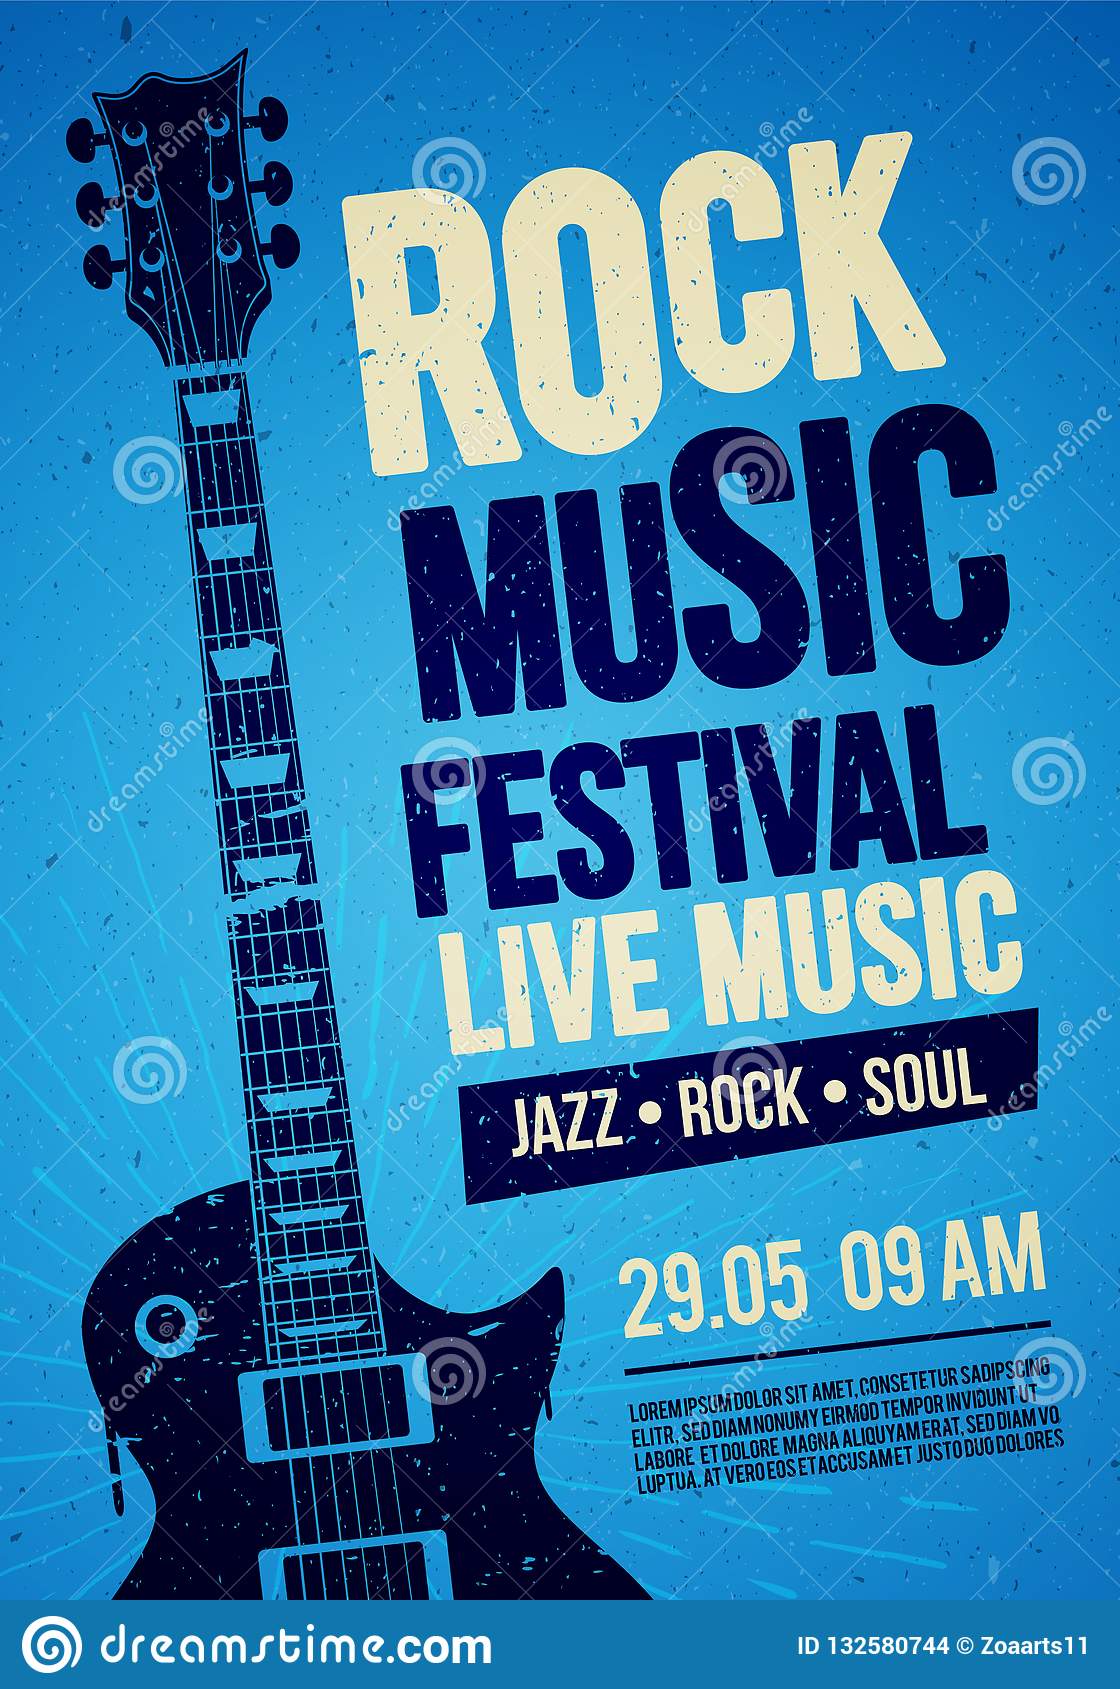 ROCK
MUSIC
FESTIVAL
LIVE MUSIC
JAZZ • ROCK • SOUL
29.05 09 AM
LOREM IPSUM DOLOR SIT AMET, CONSETETUR SADIPSCING
ELITR, SED DIAM NONUMY EIRMOD TEMPOR INVIDUNT UT
LABORE ET DOLORE MAGNA ALIQUYAM ERAT, SED DIAM VO
LUPTUA. AT VERO EOS ET ACCUSAM ET JUSTO DUO DOLORES
dreamstime.com
ID 132580744 © Zoaarts11